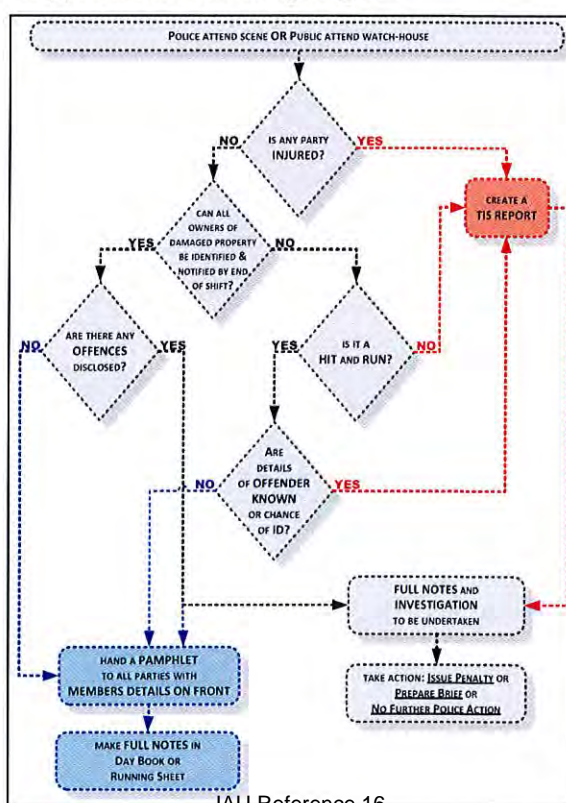 POLICE ATTEND SCENE OR PUBLIC ATTEND WATCH-HOUSE
IS ANY PARTY
INJURED?
NO
YES
CREATE A
TIS REPORT
CAN ALL
OWNERS OF
DAMAGED PROPERTY
BE IDENTIFIED &
NOTIFIED BY END
OF SHIFT?
YES
NO
ARE THERE ANY
OFFENCES
DISCLOSED?
NO
YES
IS IT A
HIT AND RUN?
YES
NO
ARE
DETAILS
OF OFFENDER
KNOWN
OR CHANCE
OF ID?
NO
YES
FULL NOTES AND
INVESTIGATION
TO BE UNDERTAKEN
HAND A PAMPHLET
TO ALL PARTIES WITH
MEMBERS DETAILS ON FRONT
TAKE ACTION: ISSUE PENALTY OR
PREPARE BRIEF OR
NO FURTHER POLICE ACTION
MAKE FULL NOTES IN
DAY BOOK OR
RUNNING SHEET
Reference 16